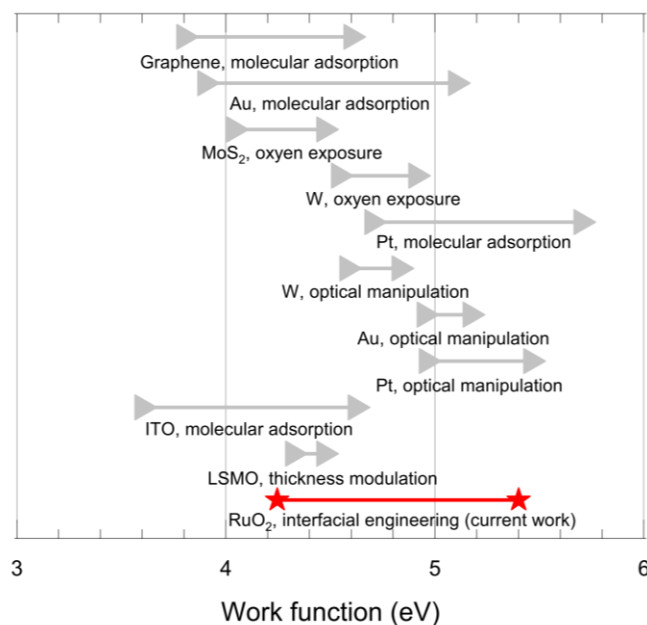 Graphene, molecular adsorption
Au, molecular adsorption
MoS₂, oxyen exposure
W, oxyen exposure
Pt, molecular adsorption
W, optical manipulation
Au, optical manipulation
Pt, optical manipulation
ITO, molecular adsorption
LSMO, thickness modulation
RuO₂, interfacial engineering (current work)
3 4 5 6
Work function (eV)